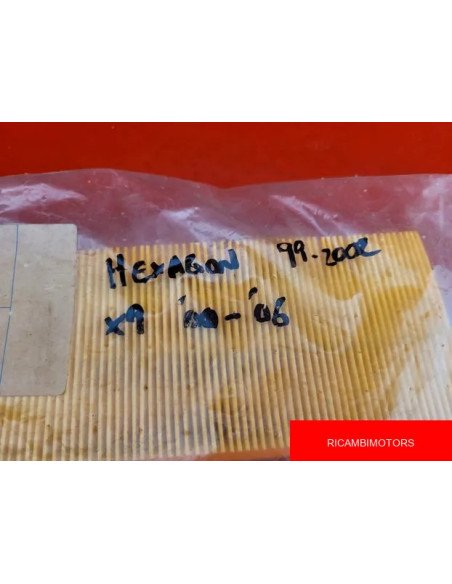 HEXAGON 99-2002
X9 '00-'06
RICAMBIMOTORS